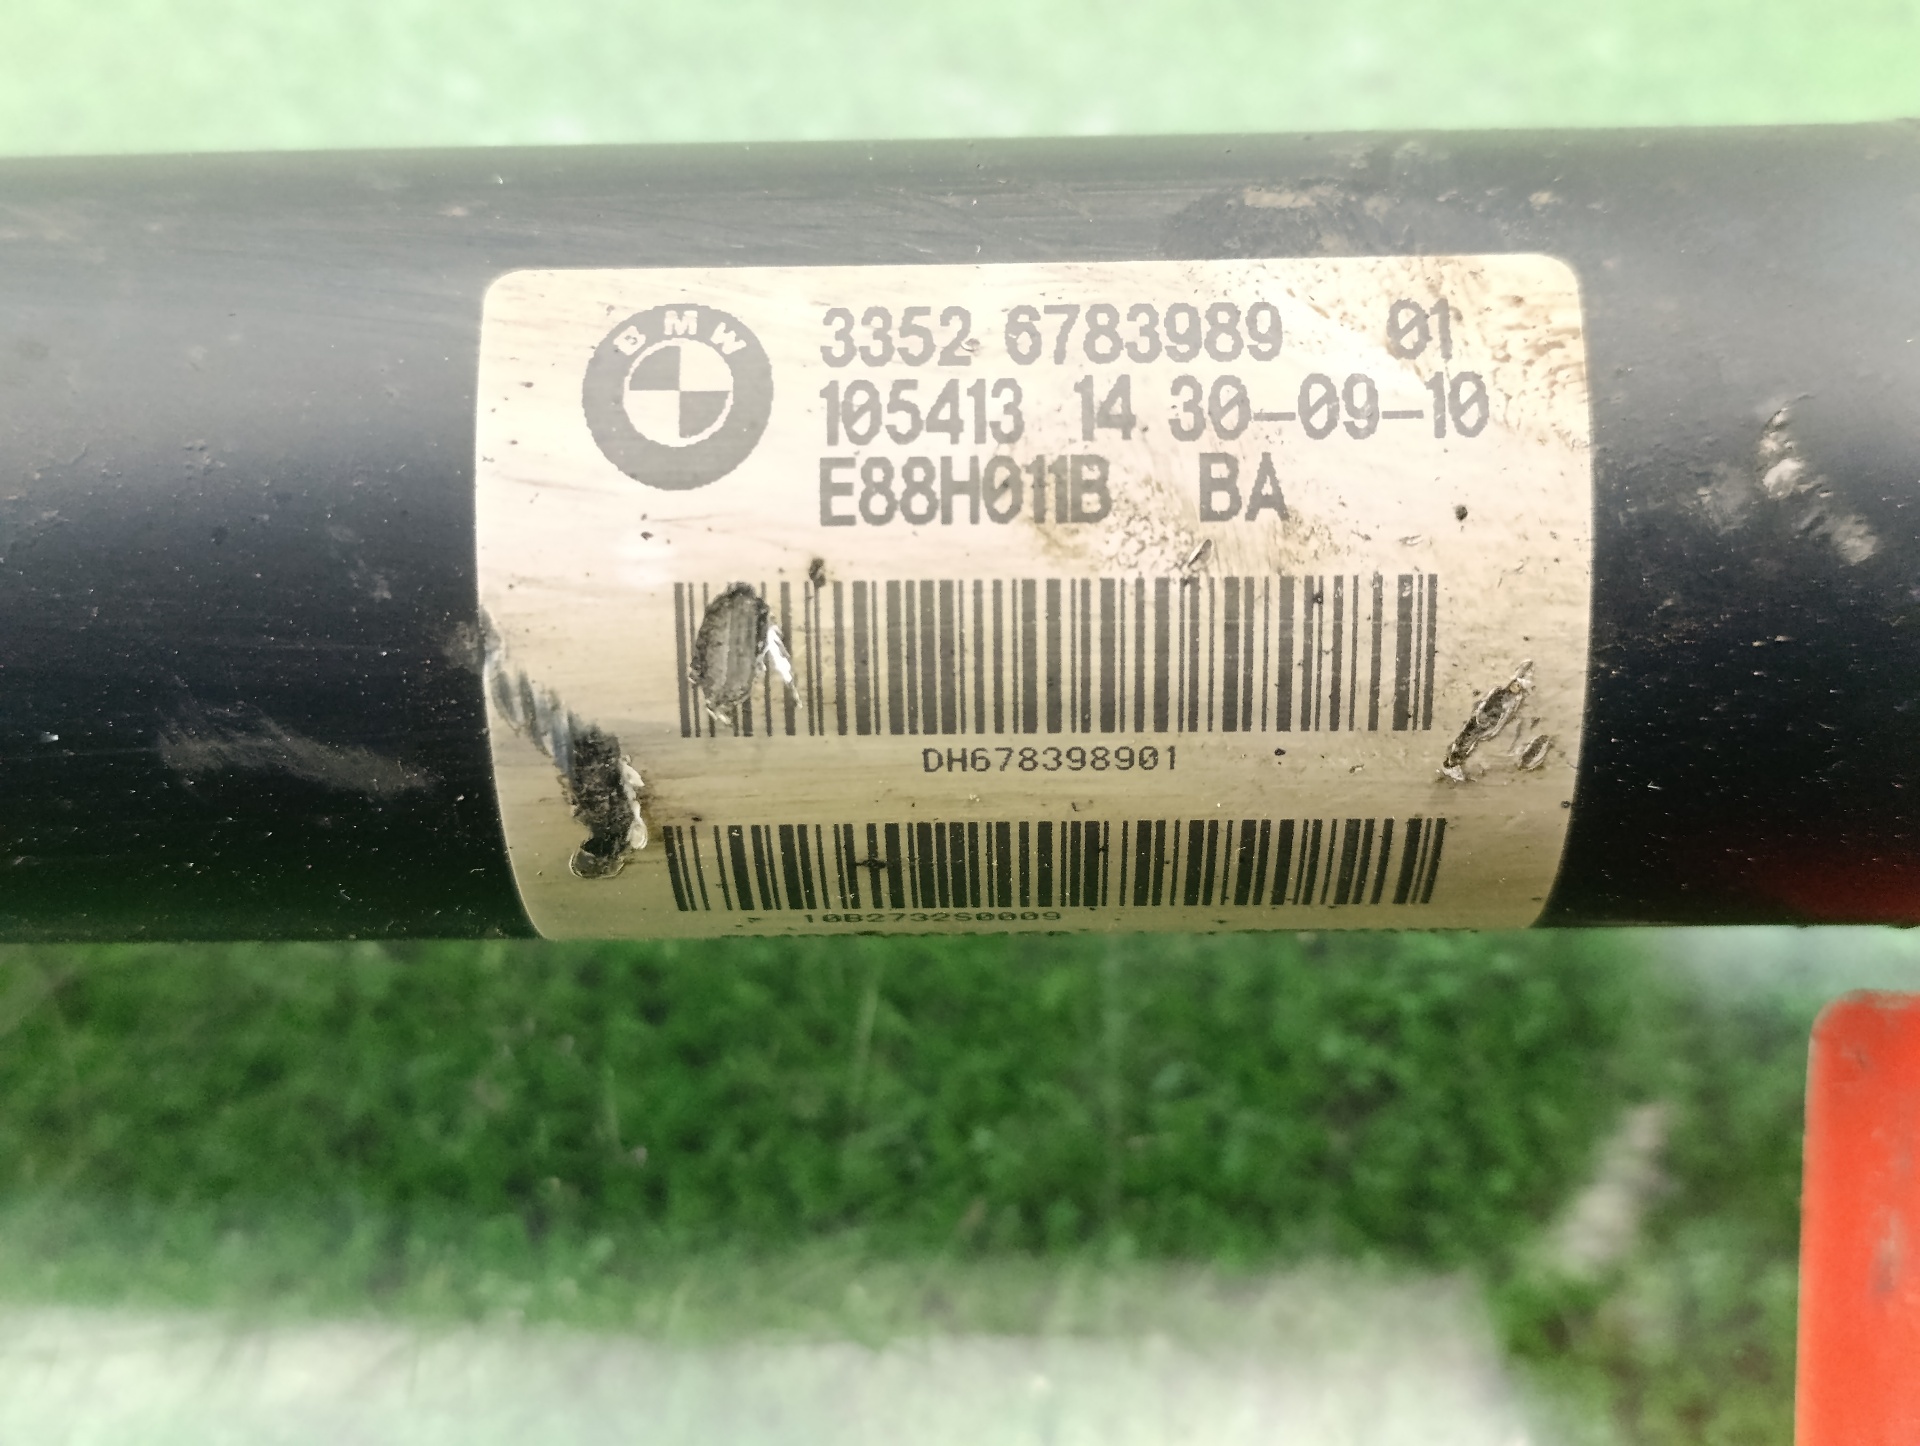 BMW
3352 6783989 01
105413 14 30-09-10
E88H011B BA
DH678398901
10B2732S0009